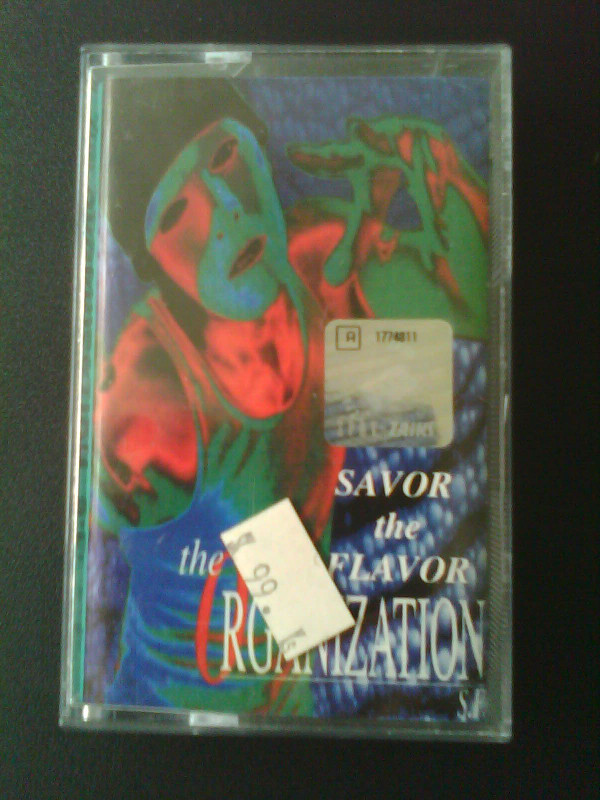 A 1774811
SAVOR
the
FLAVOR
the
ORGANIZATION
S.F